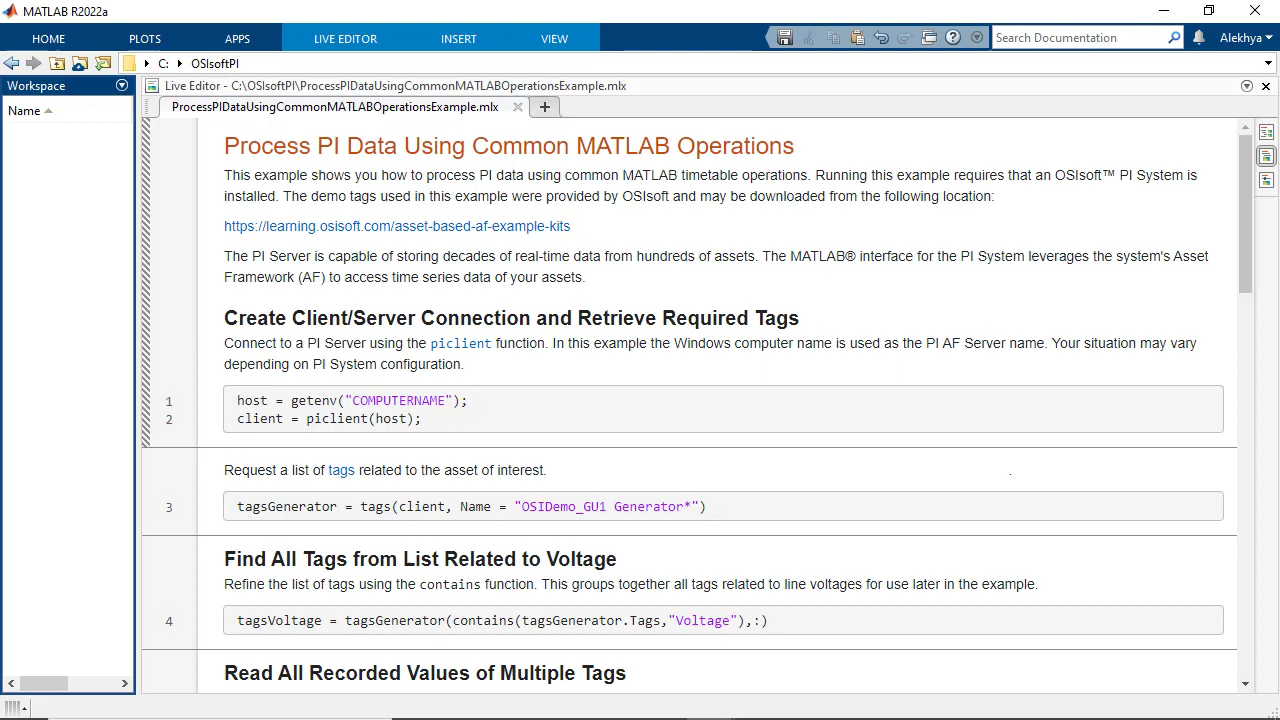 MATLAB R2022a
HOME PLOTS APPS LIVE EDITOR INSERT VIEW Search Documentation Alekhya
C: OSIsoftPI
Workspace
Live Editor - C:\OSIsoftPI\ProcessPIDataUsingCommonMATLABOperationsExample.mlx
Name
ProcessPIDataUsingCommonMATLABOperationsExample.mlx
Process PI Data Using Common MATLAB Operations
This example shows you how to process PI data using common MATLAB timetable operations. Running this example requires that an OSIsoft™ PI System is
installed. The demo tags used in this example were provided by OSIsoft and may be downloaded from the following location:
https://learning.osisoft.com/asset-based-af-example-kits
The PI Server is capable of storing decades of real-time data from hundreds of assets. The MATLAB® interface for the PI System leverages the system's Asset
Framework (AF) to access time series data of your assets.
Create Client/Server Connection and Retrieve Required Tags
Connect to a PI Server using the piclient function. In this example the Windows computer name is used as the PI AF Server name. Your situation may vary
depending on PI System configuration.
1 host = getenv("COMPUTERNAME");
2 client = piclient(host);
Request a list of tags related to the asset of interest.
3 tagsGenerator = tags(client, Name = "OSIDemo_GU1 Generator*")
Find All Tags from List Related to Voltage
Refine the list of tags using the contains function. This groups together all tags related to line voltages for use later in the example.
4 tagsVoltage = tagsGenerator(contains(tagsGenerator.Tags,"Voltage"),:)
Read All Recorded Values of Multiple Tags